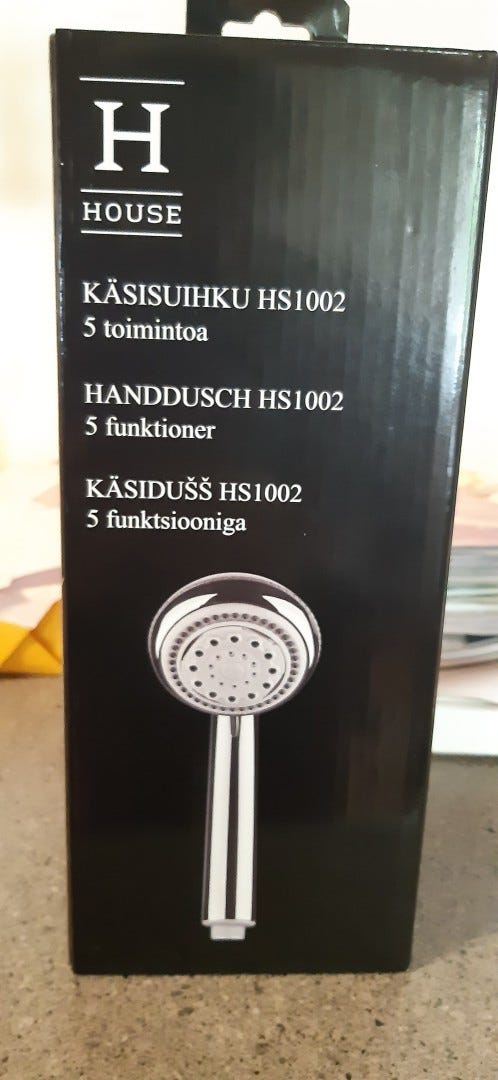 H
HOUSE
KÄSISUIHKU HS1002
5 toimintoa
HANDDUSCH HS1002
5 funktioner
KÄSIDUŠŠ HS1002
5 funktsiooniga